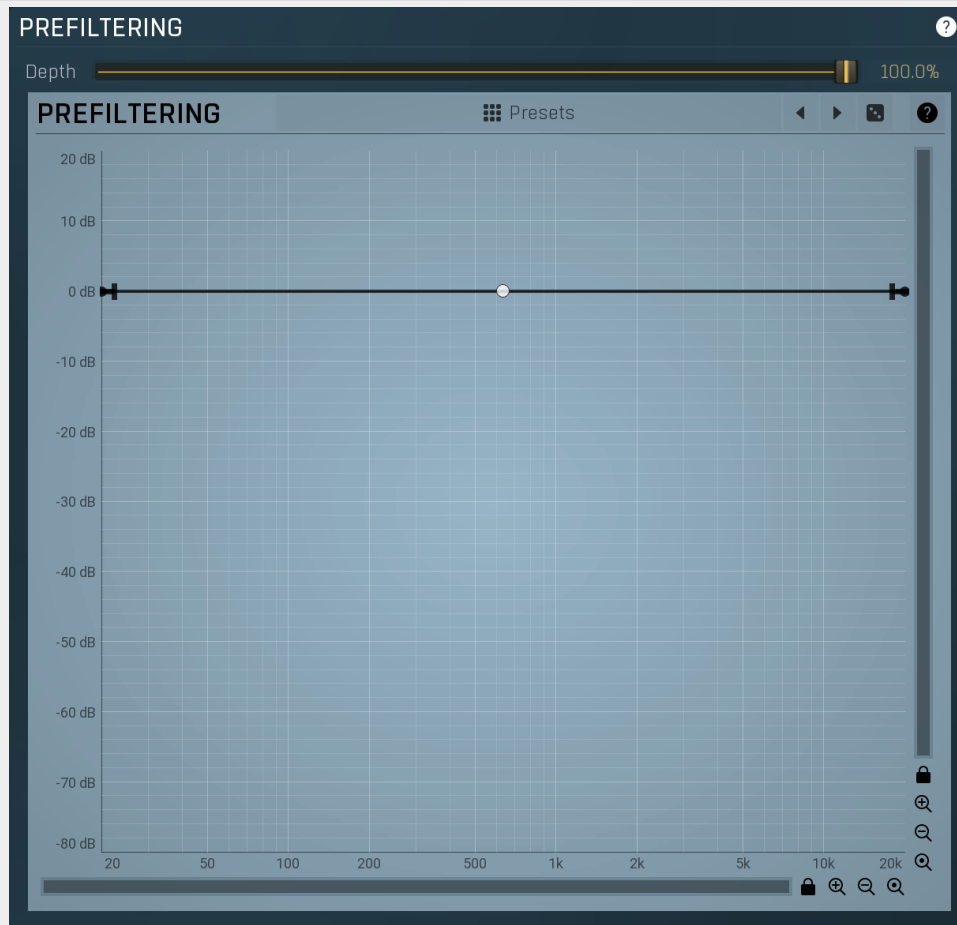 PREFILTERING
?
Depth 100.0%
PREFILTERING Presets ?
20 dB
10 dB
0 dB
-10 dB
-20 dB
-30 dB
-40 dB
-50 dB
-60 dB
-70 dB
-80 dB
20 50 100 200 500 1k 2k 5k 10k 20k